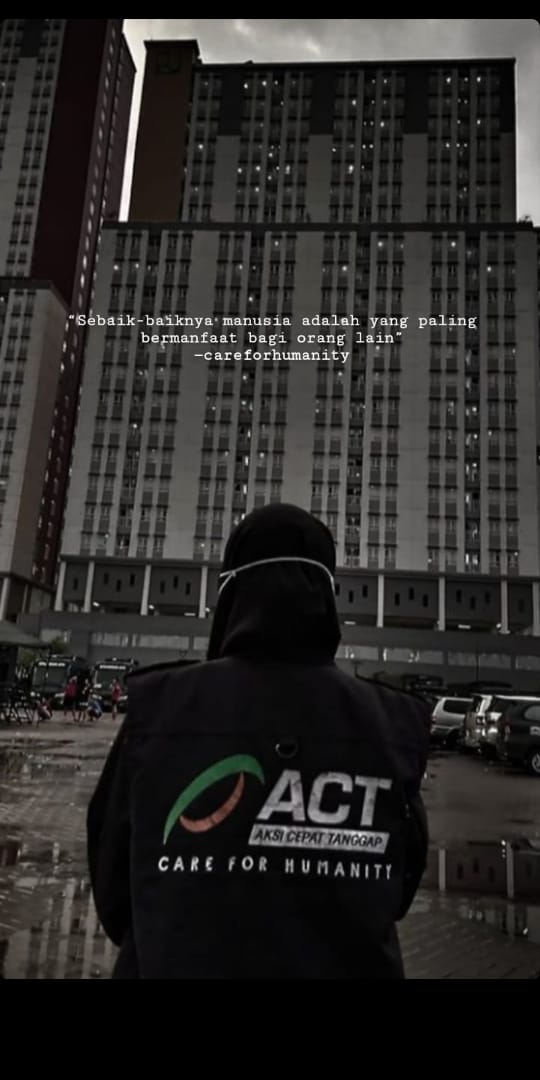 “Sebaik-baiknya manusia adalah yang paling
bermanfaat bagi orang lain”
—careforhumanity
ACT
AKSI CEPAT TANGGAP
CARE FOR HUMANITY